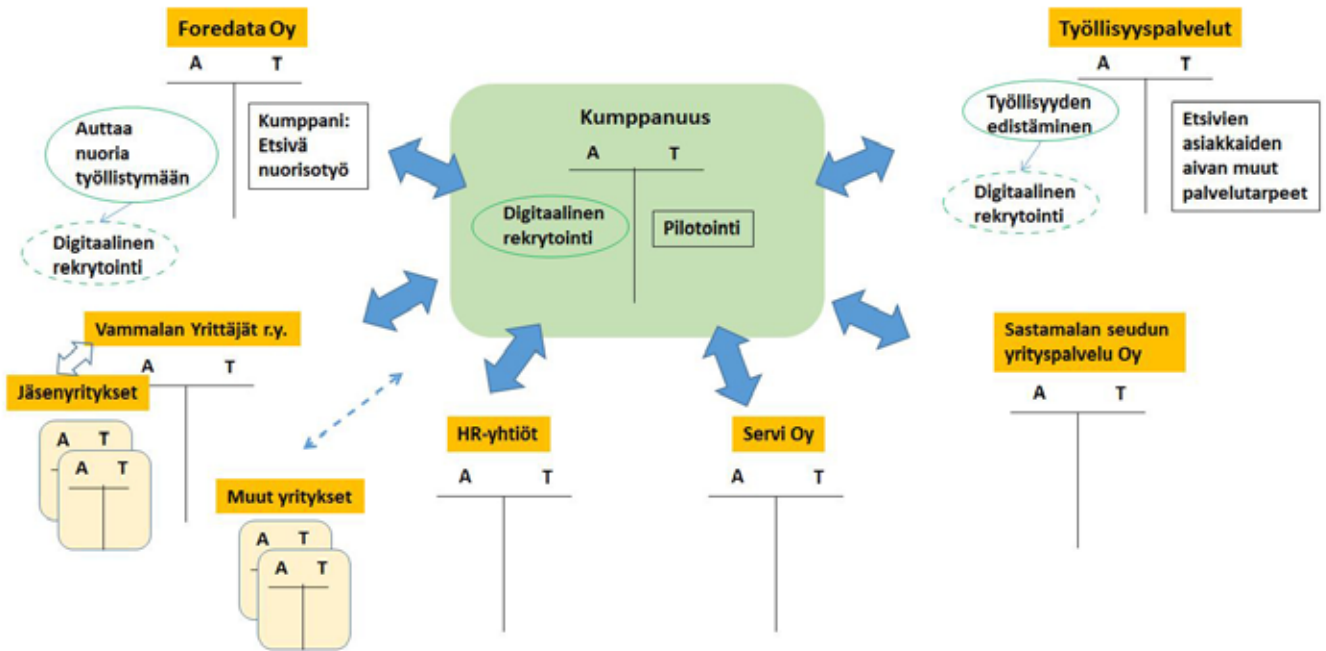 Foredata Oy
A T
Auttaa
nuoria
työllistymään
Kumppani:
Etsivä
nuorisotyö
Digitaalinen
rekrytointi
Kumppanuus
A T
Digitaalinen
rekrytointi
Pilotointi
Työllisyyspalvelut
A T
Työllisyyden
edistäminen
Etsivien
asiakkaiden
aivan muut
palvelutarpeet
Digitaalinen
rekrytointi
Vammalan Yrittäjät r.y.
A T
Jäsenyritykset
A T
A T
Muut yritykset
A T
A T
HR-yhtiöt
A T
Servi Oy
A T
Sastamalan seudun
yrityspalvelu Oy
A T